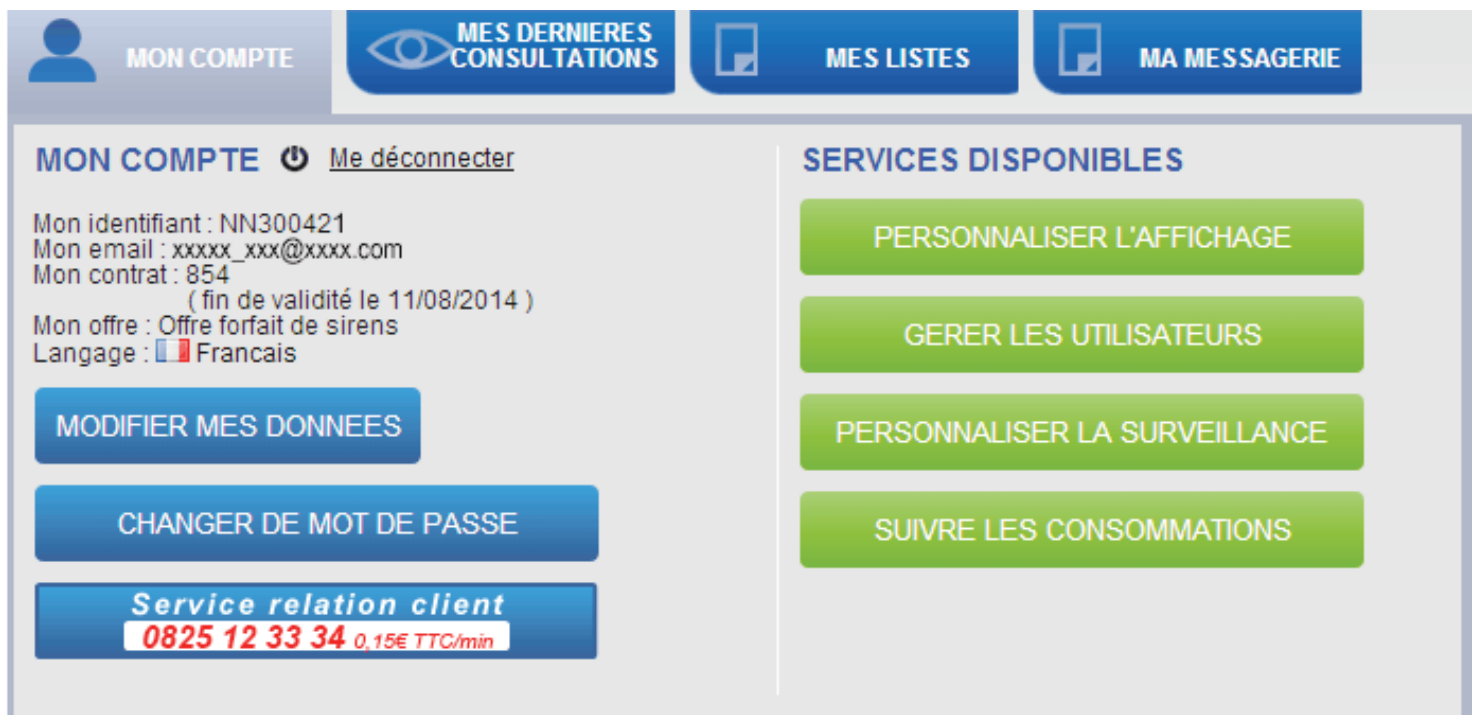 MON COMPTE
MES DERNIERES
CONSULTATIONS
MES LISTES
MA MESSAGERIE
MON COMPTE Me déconnecter
Mon identifiant : NN300421
Mon email : xxxxx_xxx@xxxx.com
Mon contrat : 854
( fin de validité le 11/08/2014 )
Mon offre : Offre forfait de sirens
Langage : Francais
MODIFIER MES DONNEES
CHANGER DE MOT DE PASSE
Service relation client
0825 12 33 34 0,15€ TTC/min
SERVICES DISPONIBLES
PERSONNALISER L'AFFICHAGE
GERER LES UTILISATEURS
PERSONNALISER LA SURVEILLANCE
SUIVRE LES CONSOMMATIONS